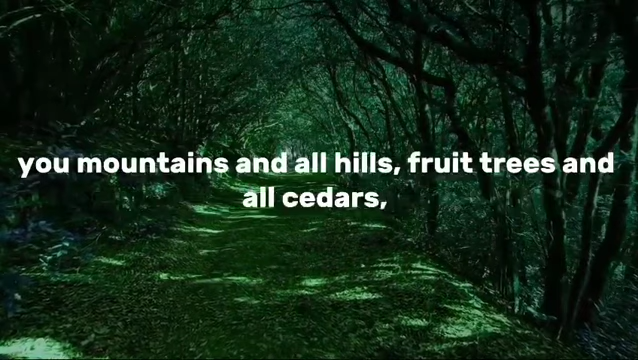 you mountains and all hills, fruit trees and
all cedars,